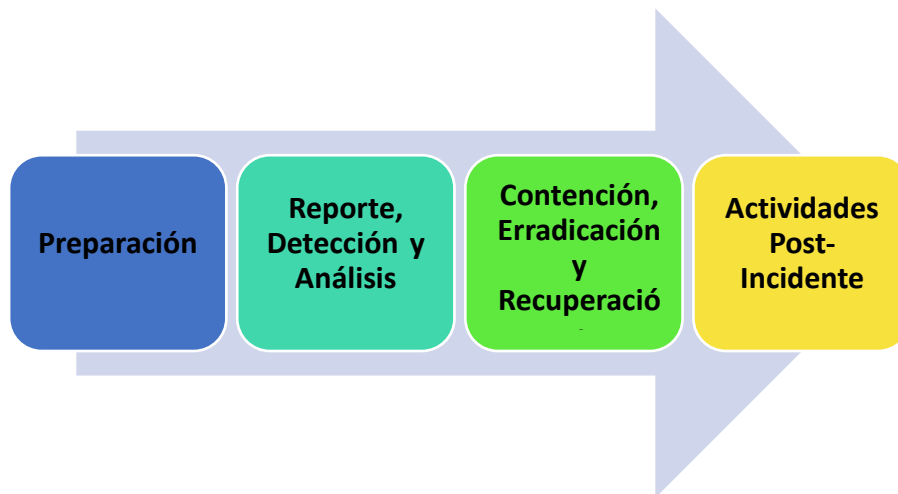 Preparación
Reporte,
Detección y
Análisis
Contención,
Erradicación
y
Recuperació
Actividades
Post-
Incidente